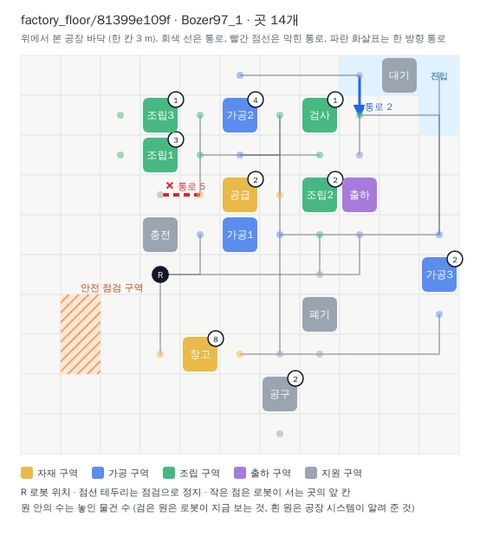 factory_floor/81399e109f · Bozer97_1 · 곳 14개
위에서 본 공장 바닥 (한 칸 3 m). 회색 선은 통로, 빨간 점선은 막힌 통로, 파란 화살표는 한 방향 통로
대기
진입
조립3 1
가공2 4
검사 1
통로 2
조립1 3
통로 5
공급 2
조립2 2
출하
충전
가공1
가공3 2
R
안전 점검 구역
폐기
창고 8
공구 2
자재 구역 가공 구역 조립 구역 출하 구역 지원 구역
R 로봇 위치 · 점선 테두리는 점검으로 정지 · 작은 점은 로봇이 서는 곳의 앞 칸
원 안의 수는 놓인 물건 수 (검은 원은 로봇이 지금 보는 것, 흰 원은 공장 시스템이 알려 준 것)